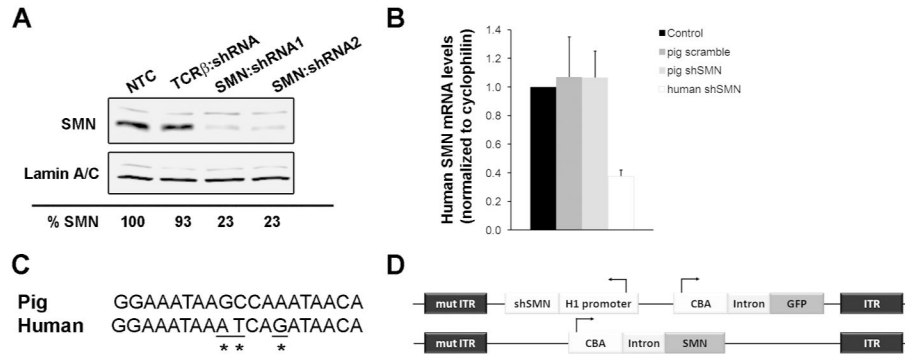 A
NTC TCRβ:shRNA SMN:shRNA1 SMN:shRNA2
SMN
Lamin A/C
% SMN 100 93 23 23
B
Human SMN mRNA levels
(normalized to cyclophilin)
1.4
1.2
1.0
0.8
0.6
0.4
0.2
0.0
Control
pig scramble
pig shSMN
human shSMN
C
Pig GGAAATAAGCCAAATAACA
Human GGAAATAAATCAGATAACA
* * *
D
mut ITR shSMN H1 promoter CBA Intron GFP ITR
mut ITR CBA Intron SMN ITR